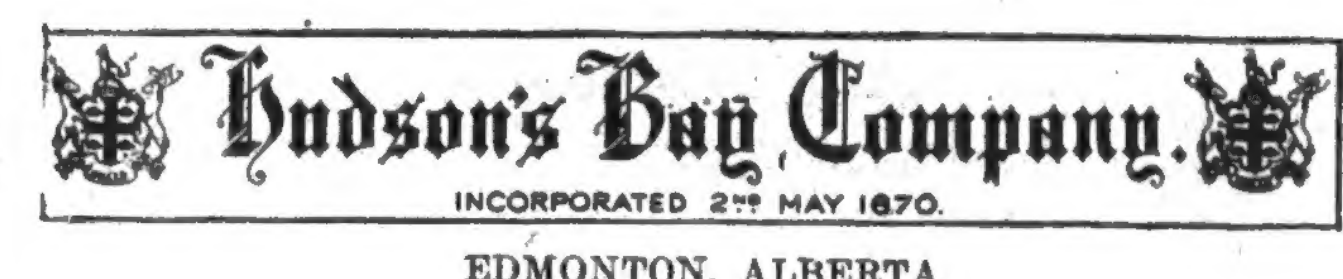 Hudson's Bay Company.
INCORPORATED 2ND MAY 1670.
EDMONTON, ALBERTA